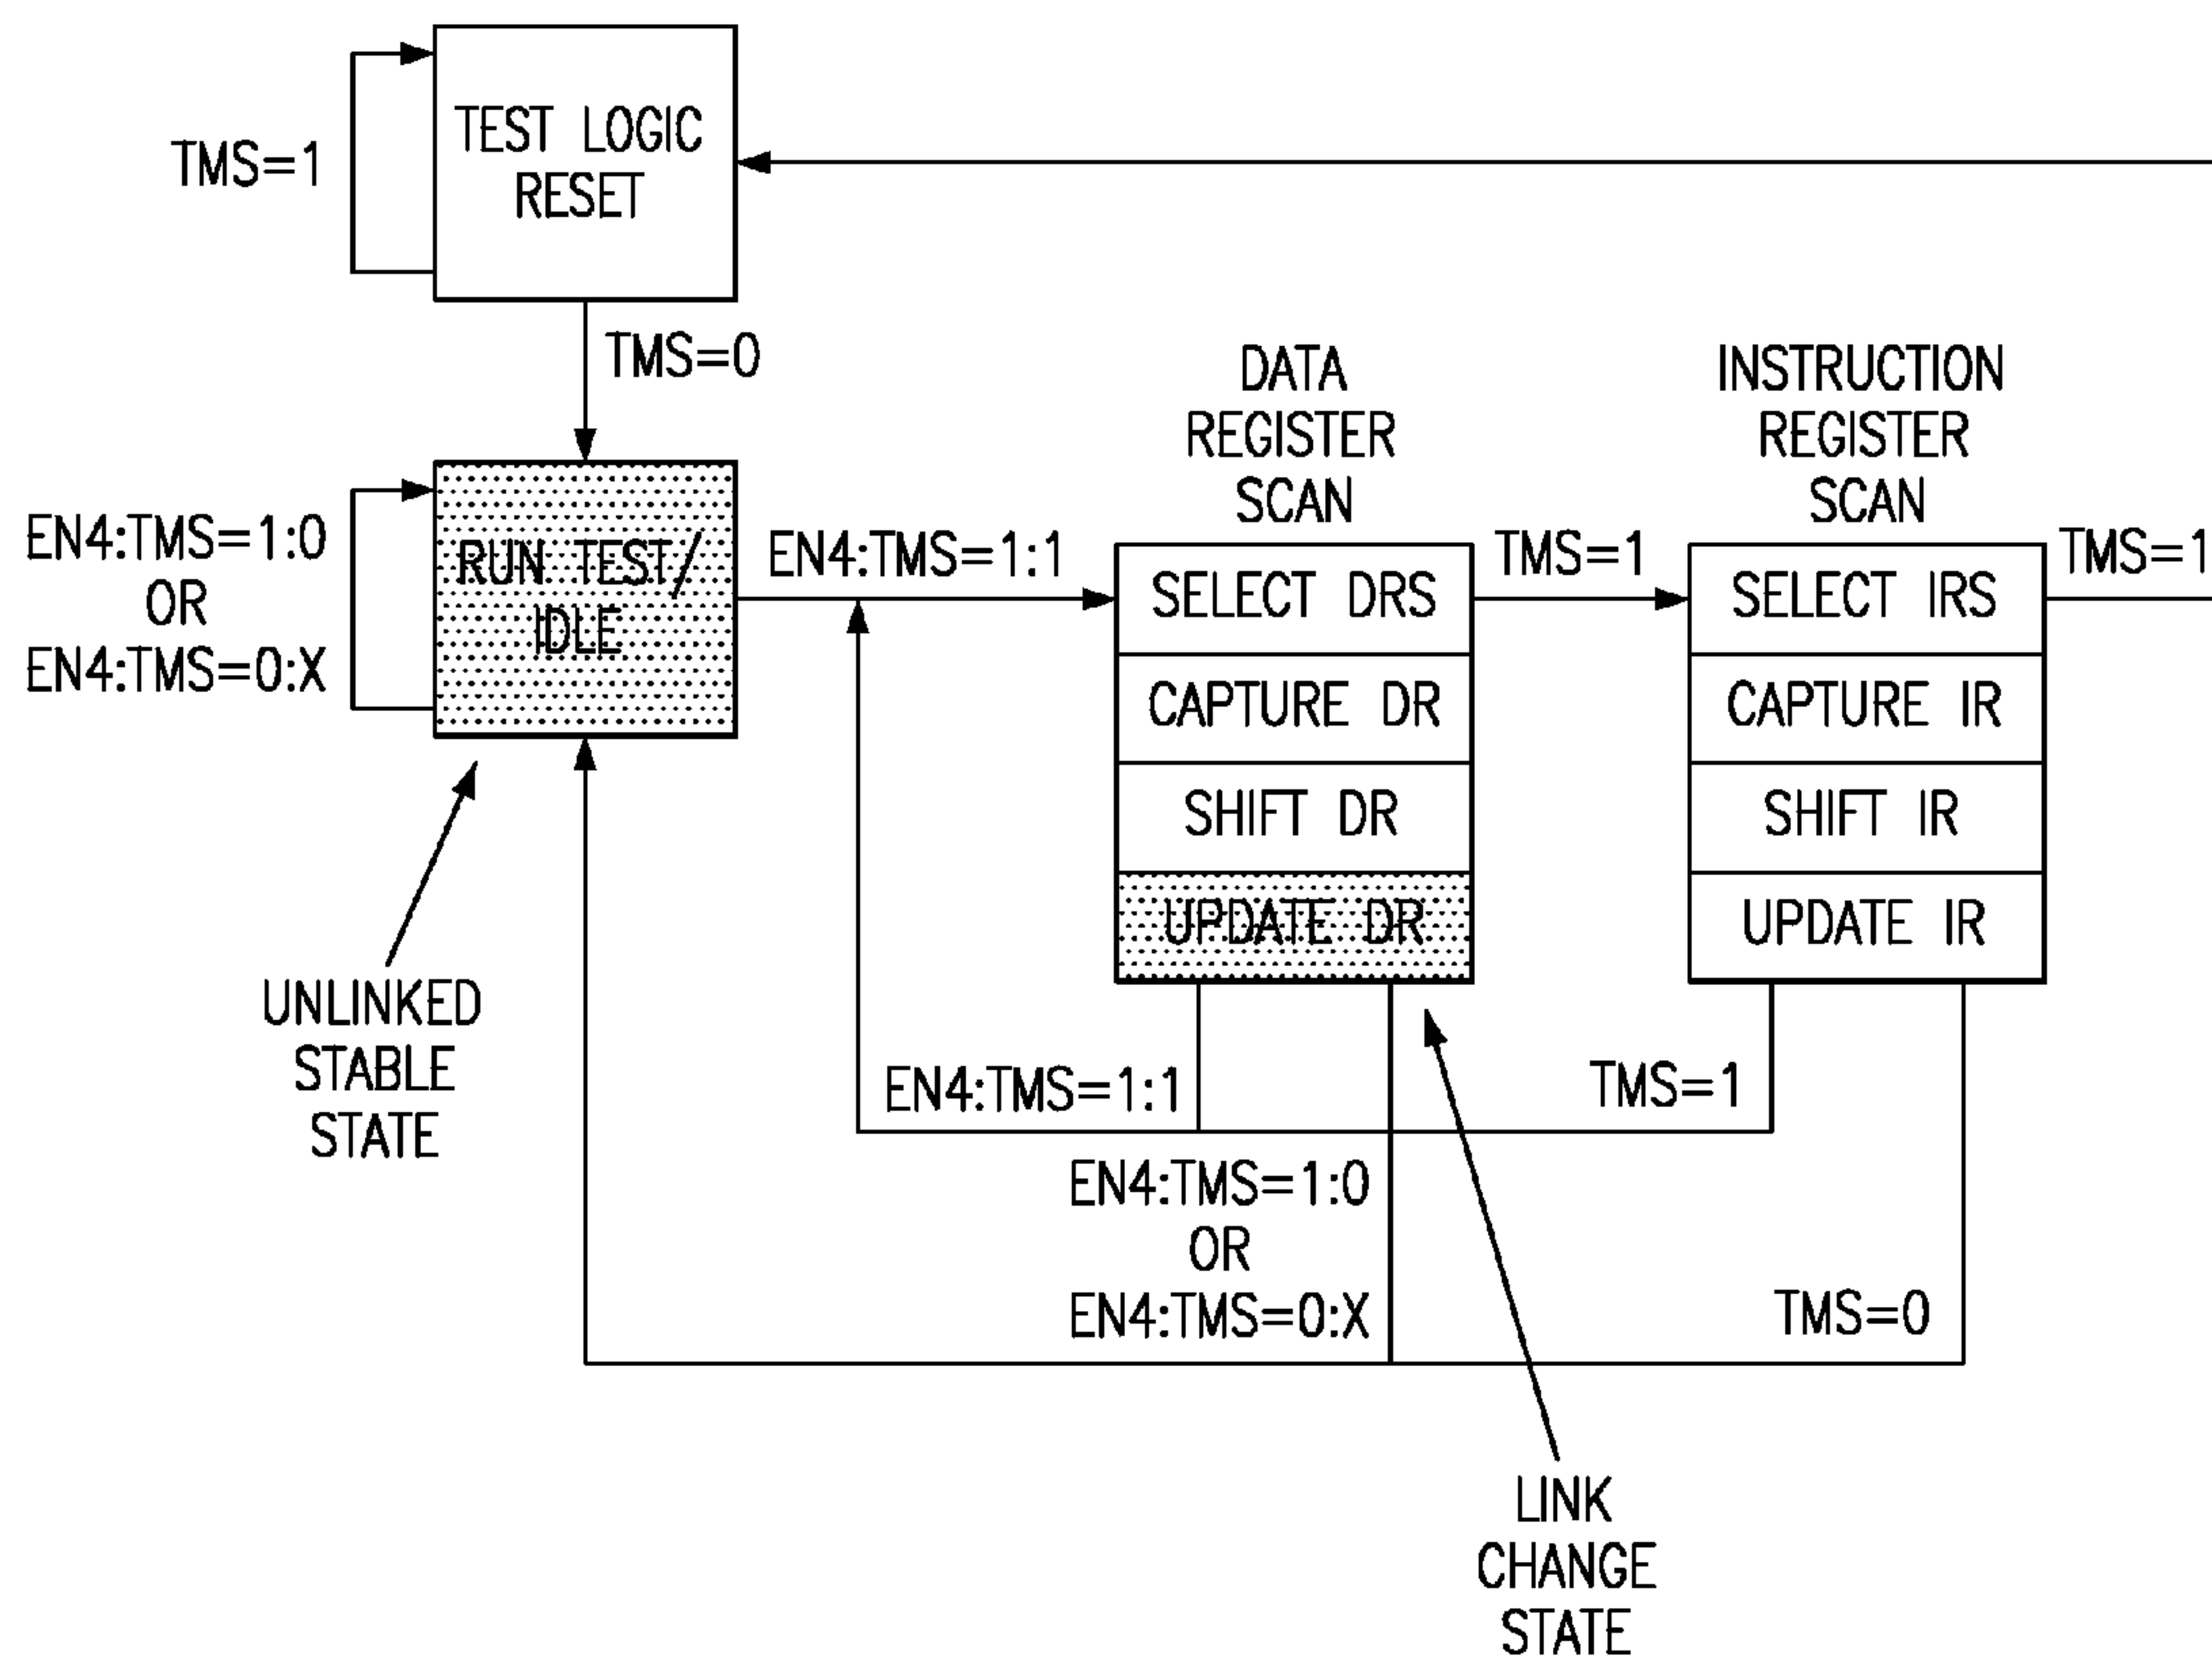 TEST LOGIC
RESET
TMS=1
TMS=0
RUN TEST/
IDLE
EN4:TMS=1:0
OR
EN4:TMS=0:X
EN4:TMS=1:1
DATA
REGISTER
SCAN
SELECT DRS
CAPTURE DR
SHIFT DR
UPDATE DR
TMS=1
INSTRUCTION
REGISTER
SCAN
SELECT IRS
CAPTURE IR
SHIFT IR
UPDATE IR
TMS=1
UNLINKED
STABLE
STATE
EN4:TMS=1:1
TMS=1
EN4:TMS=1:0
OR
EN4:TMS=0:X
TMS=0
LINK
CHANGE
STATE